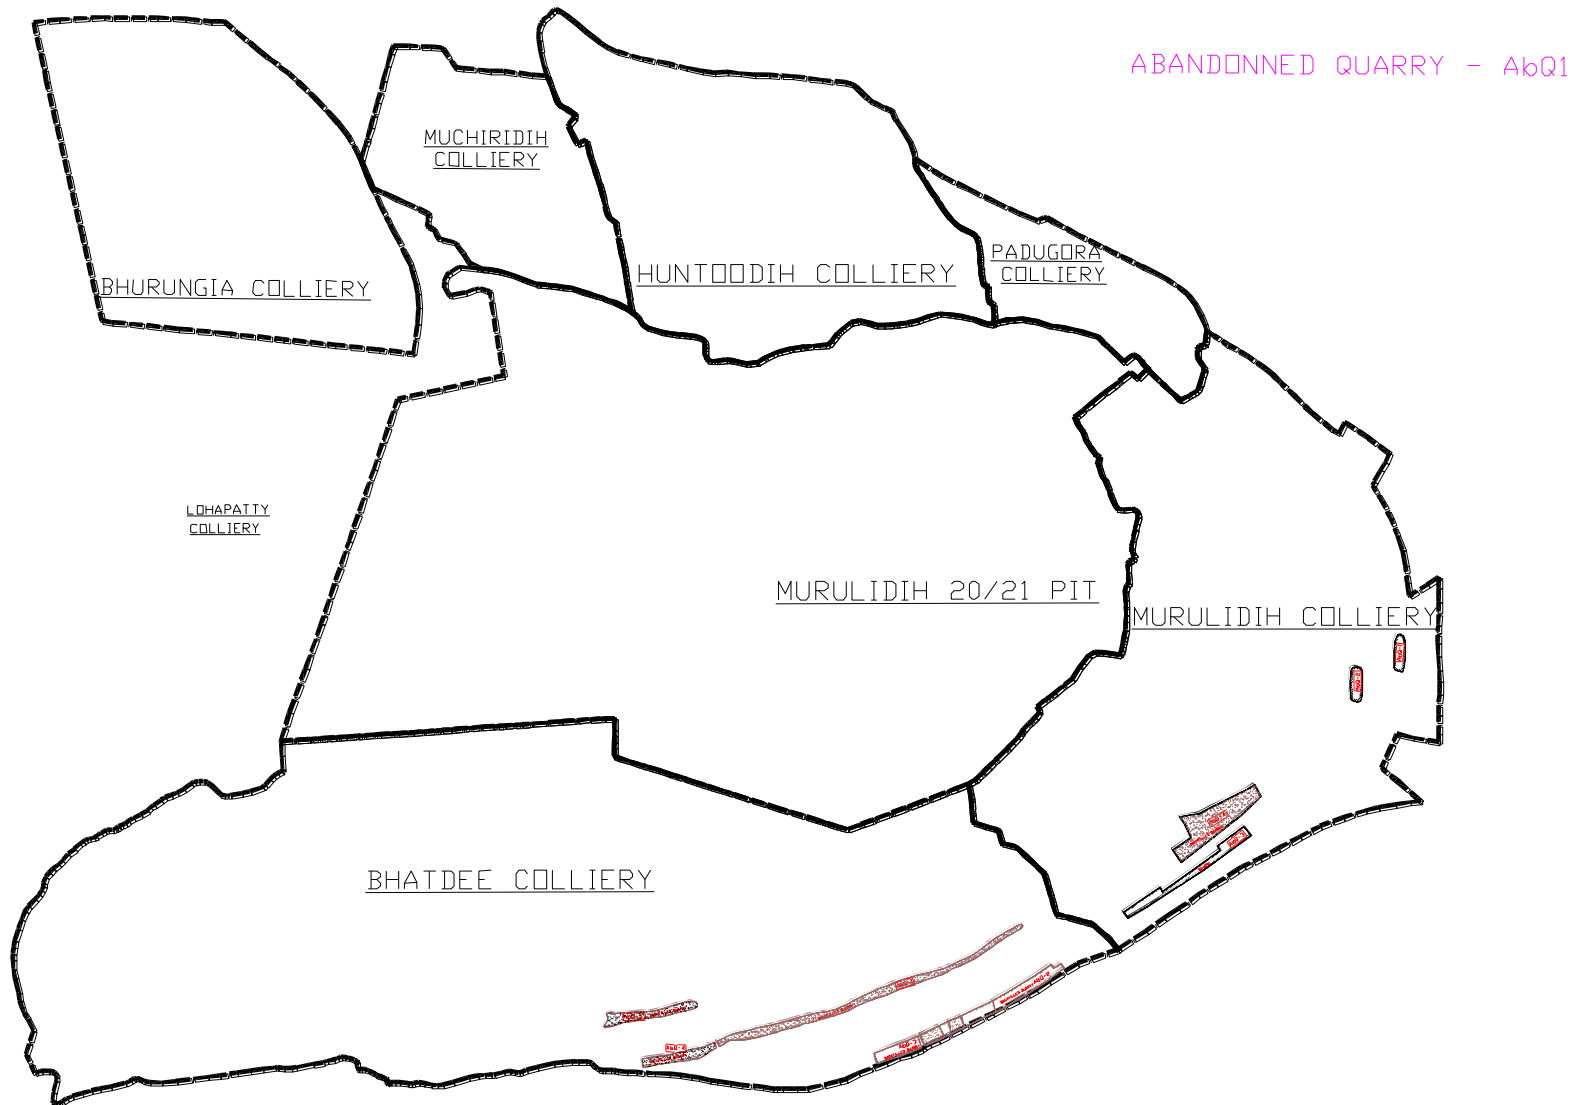 ABANDONNED QUARRY - AbQ1
MUCHIRIDIH
COLLIERY
PADUGORA
COLLIERY
HUNTOODIH COLLIERY
BHURUNGIA COLLIERY
LOHAPATTY
COLLIERY
MURULIDIH 20/21 PIT
MURULIDIH COLLIERY
BHATDEE COLLIERY